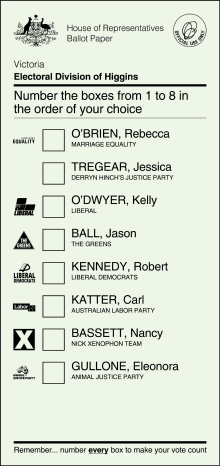 House of Representatives
Ballot Paper
OFFICIAL USE ONLY
Victoria
Electoral Division of Higgins
Number the boxes from 1 to 8 in
the order of your choice
EQUALITY
O'BRIEN, Rebecca
MARRIAGE EQUALITY
TREGEAR, Jessica
DERRYN HINCH'S JUSTICE PARTY
LIBERAL
O'DWYER, Kelly
LIBERAL
THE GREENS
BALL, Jason
THE GREENS
LIBERAL
DEMOCRATS
KENNEDY, Robert
LIBERAL DEMOCRATS
Labor
KATTER, Carl
AUSTRALIAN LABOR PARTY
X
BASSETT, Nancy
NICK XENOPHON TEAM
GULLONE, Eleonora
ANIMAL JUSTICE PARTY
Remember... number every box to make your vote count